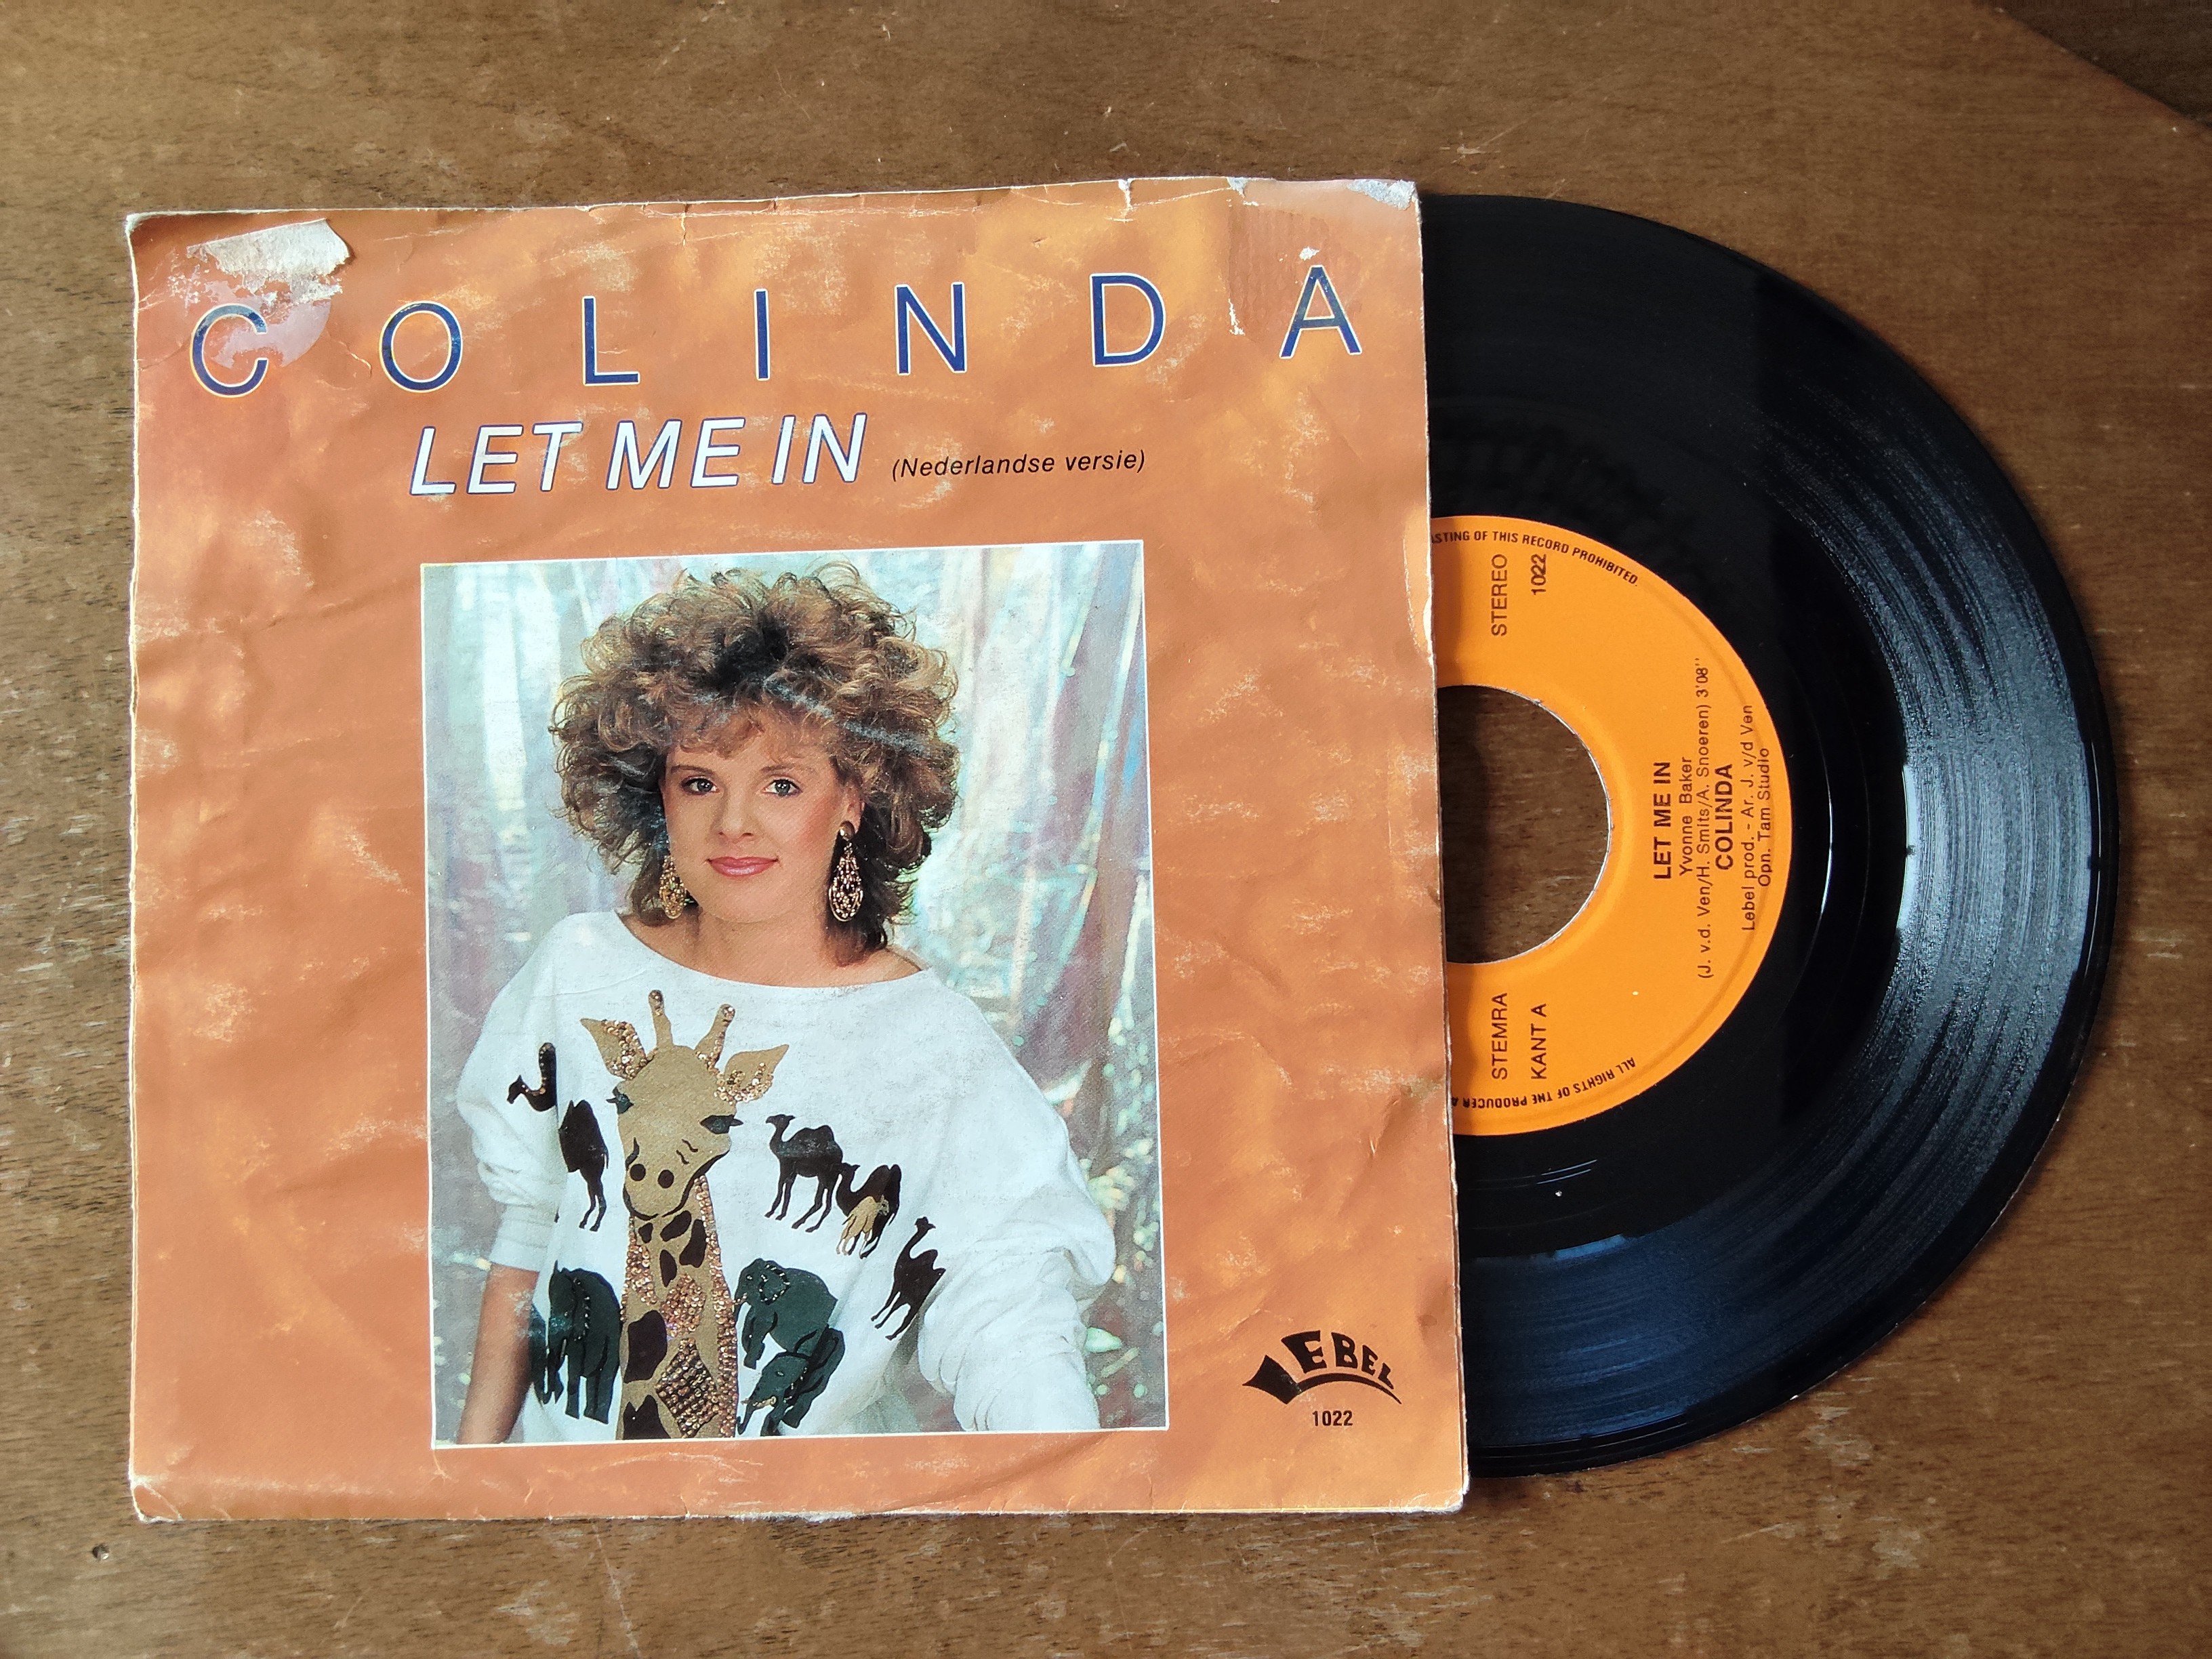 COLINDA
LET ME IN (Nederlandse versie)
LEBEL
1022
STING OF THIS RECORD PROHIBITED
STEREO
1022
LET ME IN
Yvonne Baker
(J. v.d. Ven/H. Smits/A. Snoeren) 3'08''
COLINDA
Lebel prod. - Ar. J. v/d Ven
Opn. Tam Studio
STEMRA
KANT A
ALL RIGHTS OF THE PRODUCER A